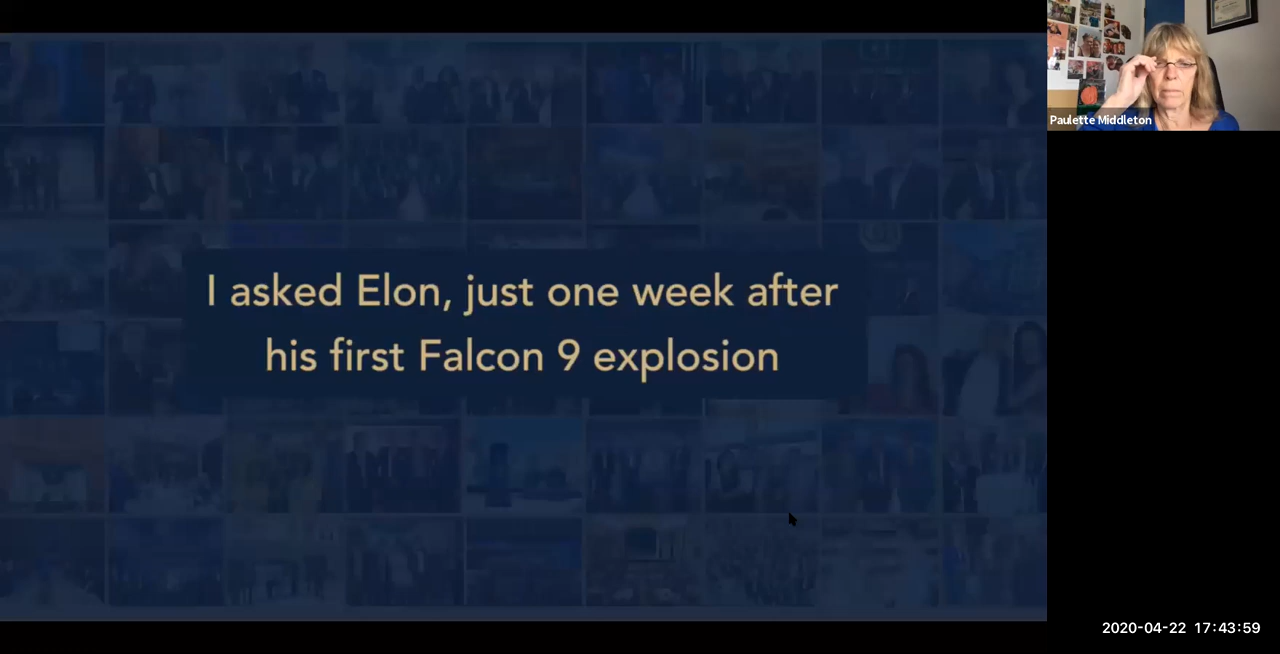 I asked Elon, just one week after
his first Falcon 9 explosion
Paulette Middleton
2020-04-22 17:43:59